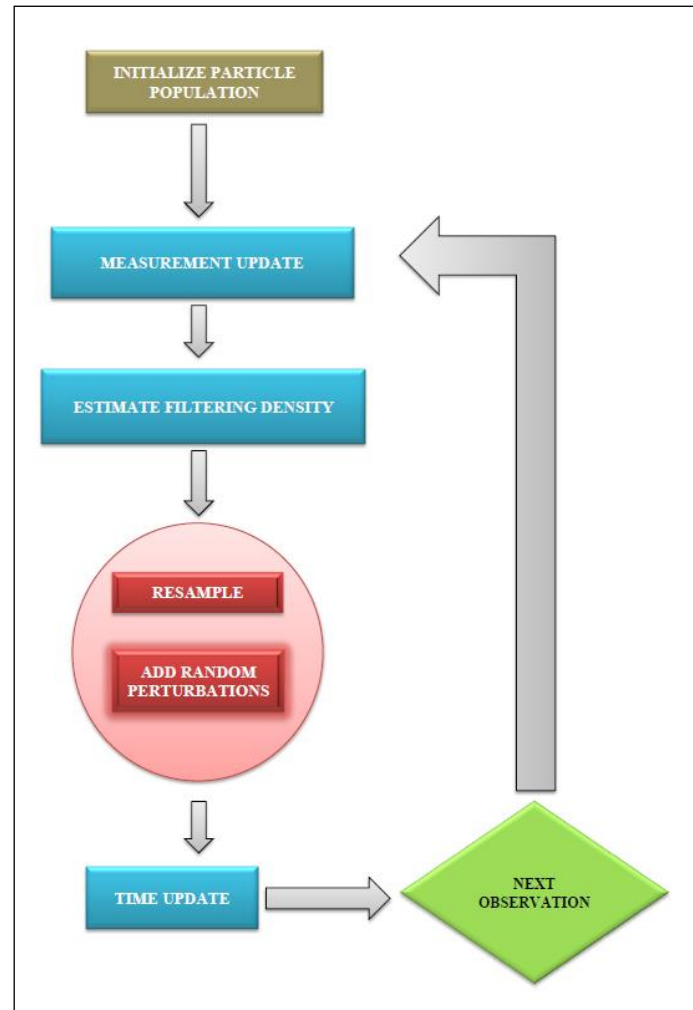 INITIALIZE PARTICLE
POPULATION
MEASUREMENT UPDATE
ESTIMATE FILTERING DENSITY
RESAMPLE
ADD RANDOM
PERTURBATIONS
TIME UPDATE
NEXT
OBSERVATION